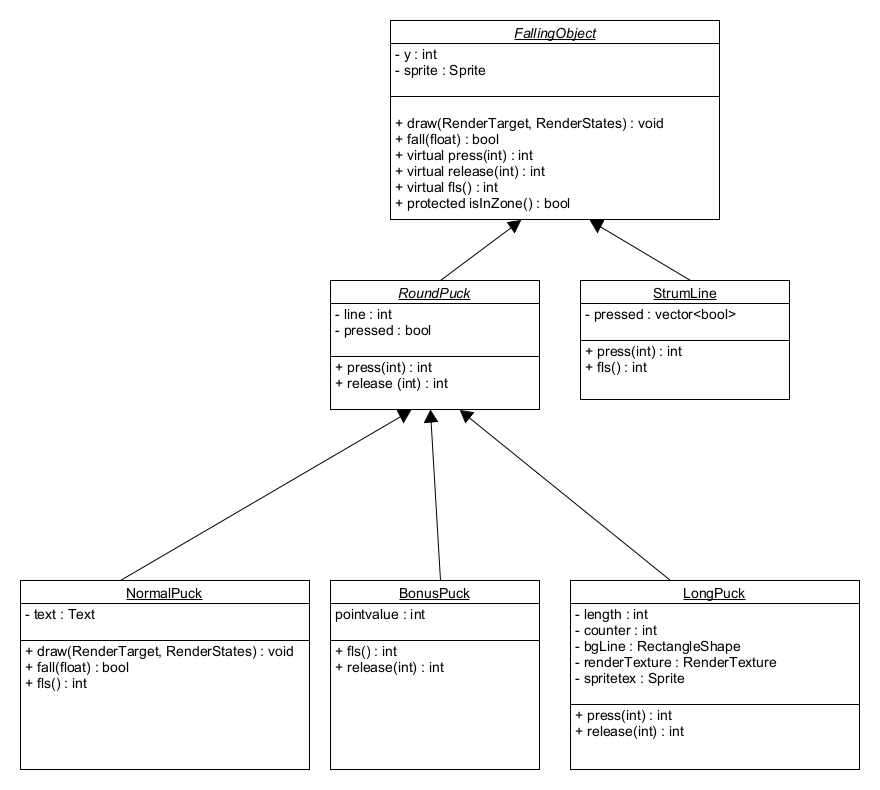 FallingObject
- y : int
- sprite : Sprite
+ draw(RenderTarget, RenderStates) : void
+ fall(float) : bool
+ virtual press(int) : int
+ virtual release(int) : int
+ virtual fls() : int
+ protected isInZone() : bool
RoundPuck
- line : int
- pressed : bool
+ press(int) : int
+ release (int) : int
StrumLine
- pressed : vector<bool>
+ press(int) : int
+ fls() : int
NormalPuck
- text : Text
+ draw(RenderTarget, RenderStates) : void
+ fall(float) : bool
+ fls() : int
BonusPuck
pointvalue : int
+ fls() : int
+ release(int) : int
LongPuck
- length : int
- counter : int
- bgLine : RectangleShape
- renderTexture : RenderTexture
- spritetex : Sprite
+ press(int) : int
+ release(int) : int